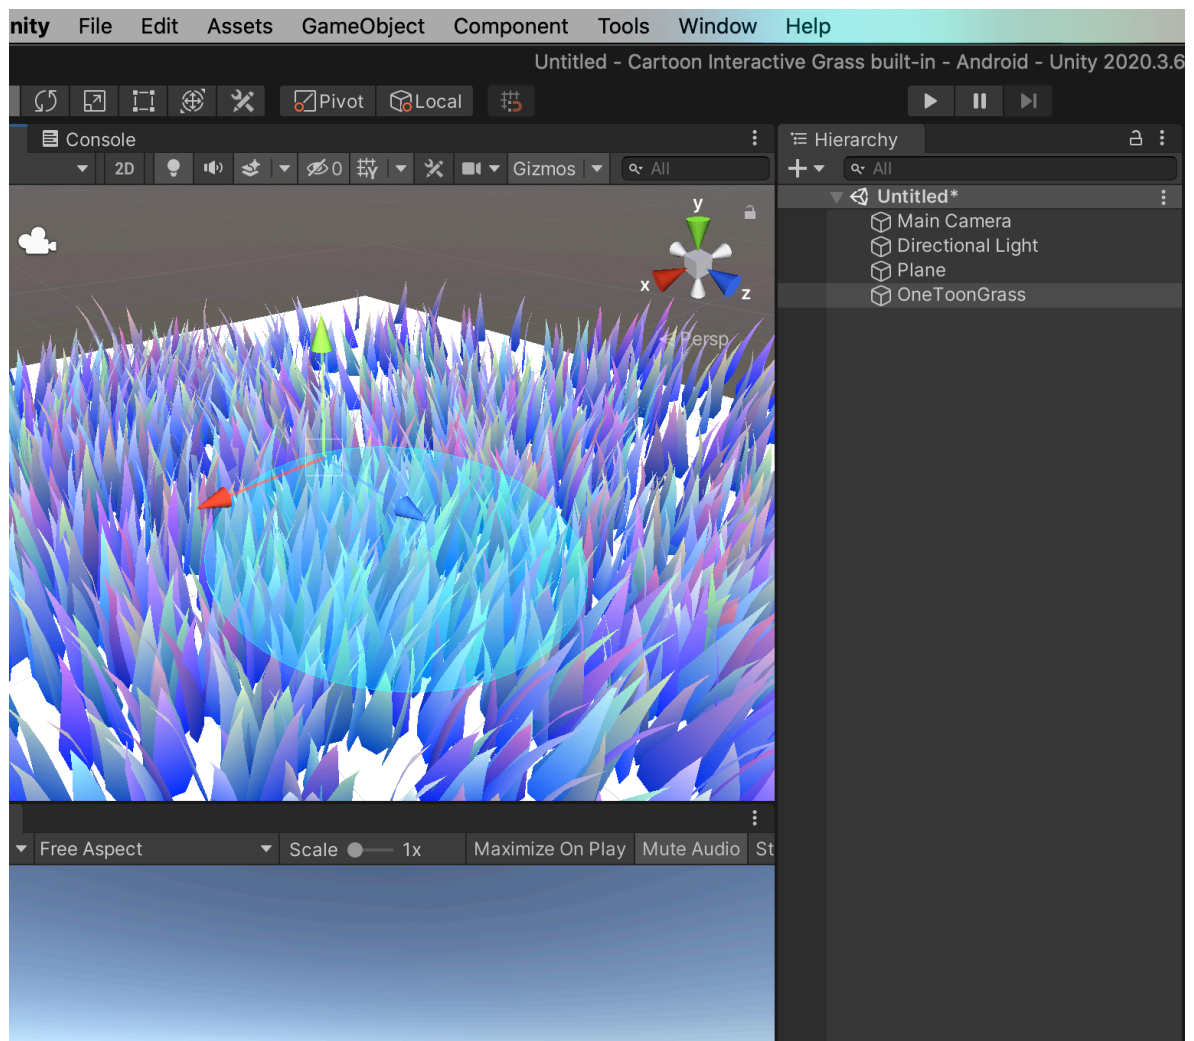 nity File Edit Assets GameObject Component Tools Window Help
Untitled - Cartoon Interactive Grass built-in - Android - Unity 2020.3.6
Pivot Local
Console
Hierarchy
2D 0 Gizmos All
All
Untitled*
Main Camera
Directional Light
Plane
OneToonGrass
y
x
z
Persp
Free Aspect Scale 1x Maximize On Play Mute Audio St